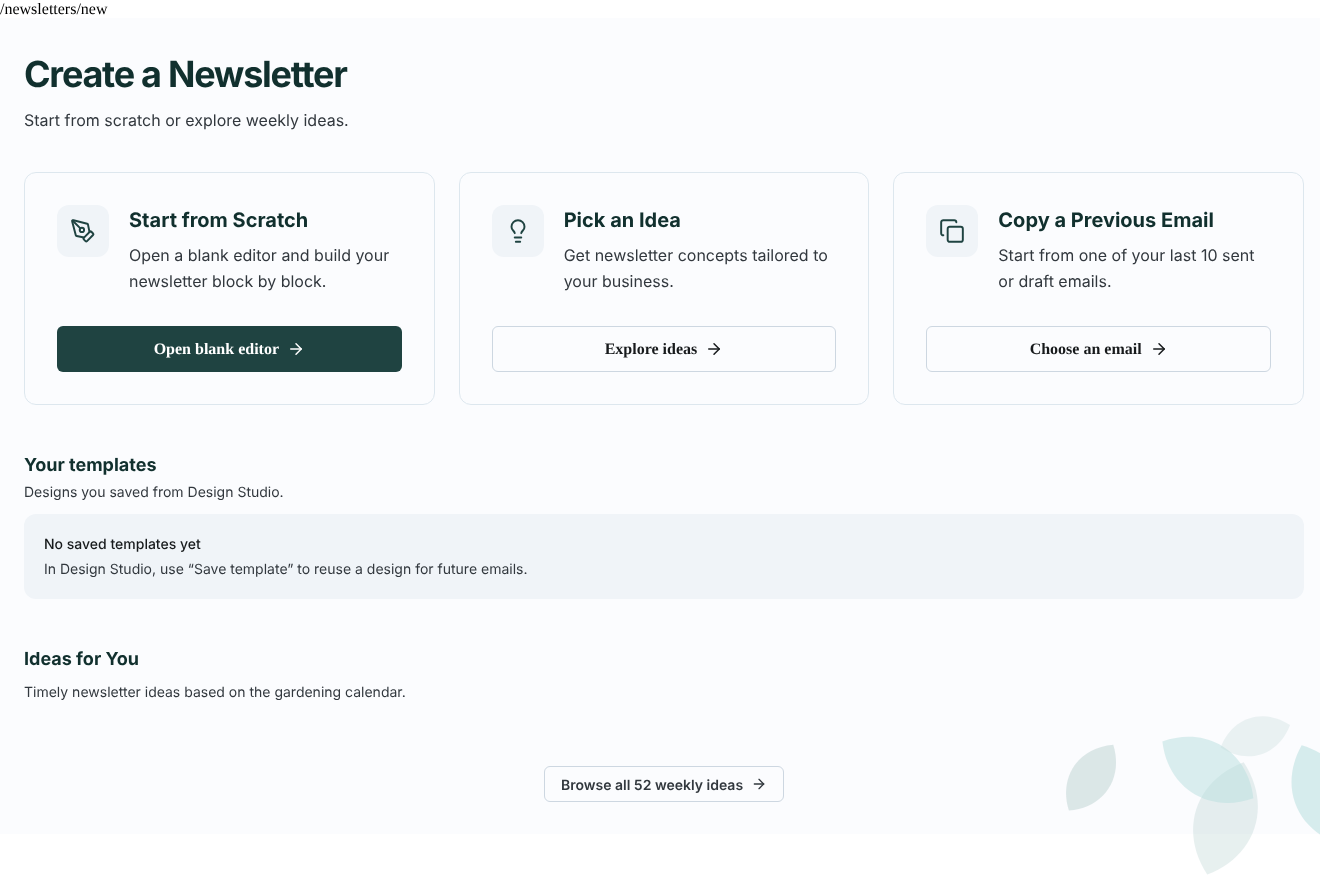 /newsletters/new
Create a Newsletter
Start from scratch or explore weekly ideas.
Start from Scratch
Open a blank editor and build your
newsletter block by block.
Open blank editor
Pick an Idea
Get newsletter concepts tailored to
your business.
Explore ideas
Copy a Previous Email
Start from one of your last 10 sent
or draft emails.
Choose an email
Your templates
Designs you saved from Design Studio.
No saved templates yet
In Design Studio, use “Save template” to reuse a design for future emails.
Ideas for You
Timely newsletter ideas based on the gardening calendar.
Browse all 52 weekly ideas